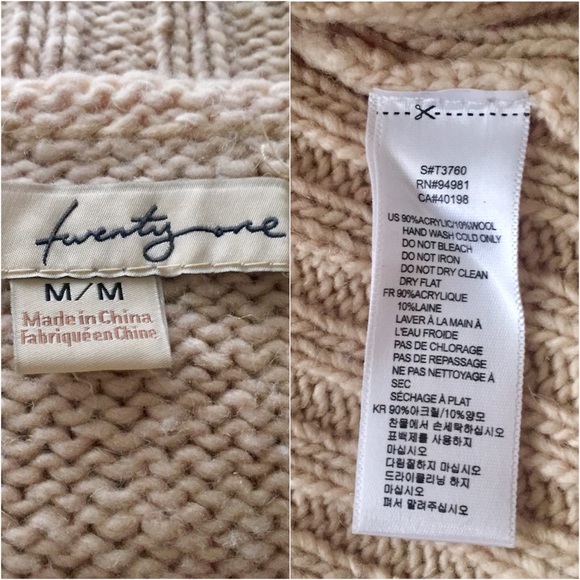 twenty one
M/M
Made in China
Fabriqué en Chine
S#T3760
RN#94981
CA#40198
US 90%ACRYLIC/10%WOOL
HAND WASH COLD ONLY
DO NOT BLEACH
DO NOT IRON
DO NOT DRY CLEAN
DRY FLAT
FR 90%ACRYLIQUE
10%LAINE
LAVER À LA MAIN À
L'EAU FROIDE
PAS DE CHLORAGE
PAS DE REPASSAGE
NE PAS NETTOYAGE À
SEC
SÉCHAGE À PLAT
KR 90%아크릴/10%양모
찬물에서 손세탁하십시오
표백제를 사용하지
마십시오
다림질하지 마십시오
드라이클리닝 하지
마십시오
펴서 말려주십시오